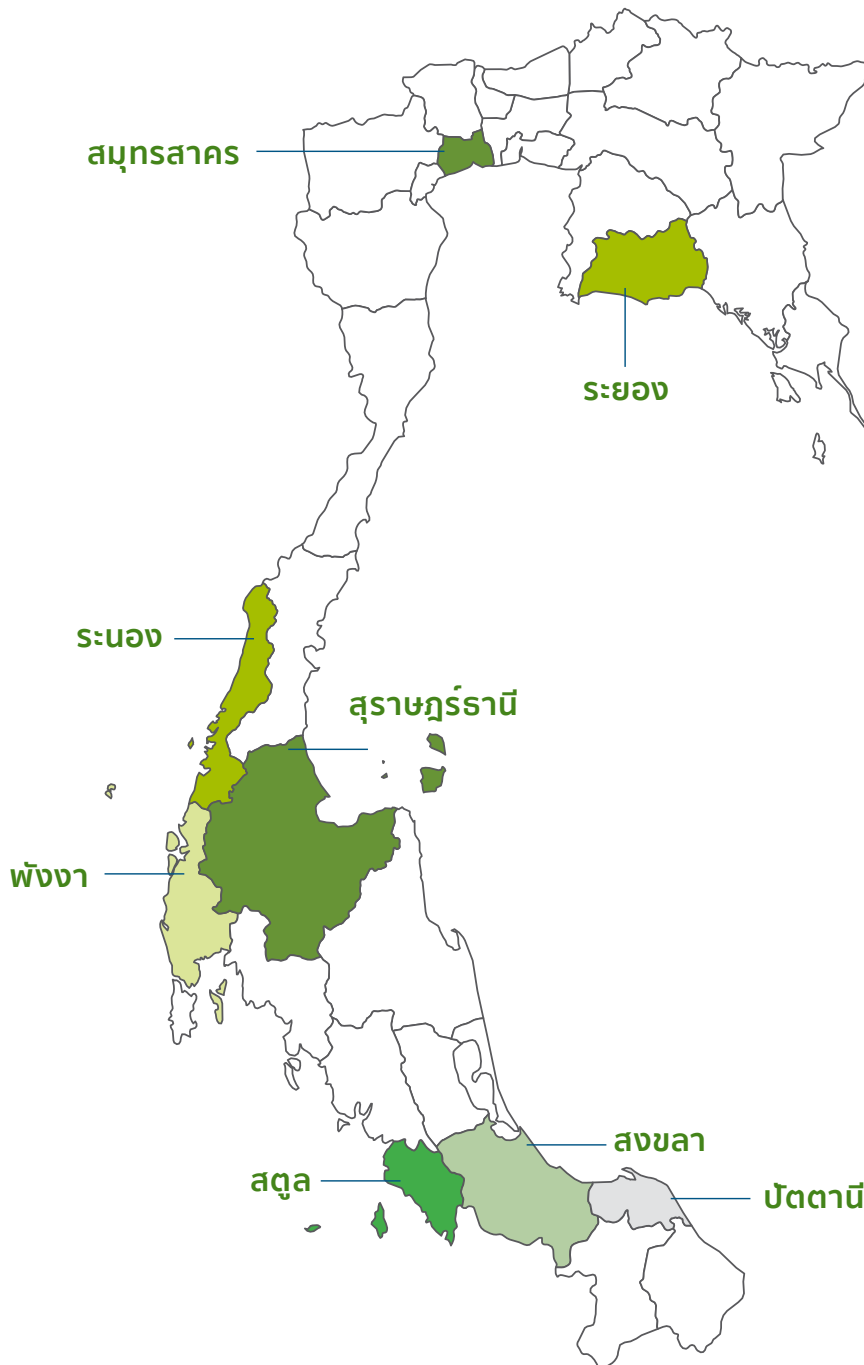 สมุทรสาคร
ระยอง
ระนอง
สุราษฎร์ธานี
พังงา
สงขลา
สตูล
ปัตตานี